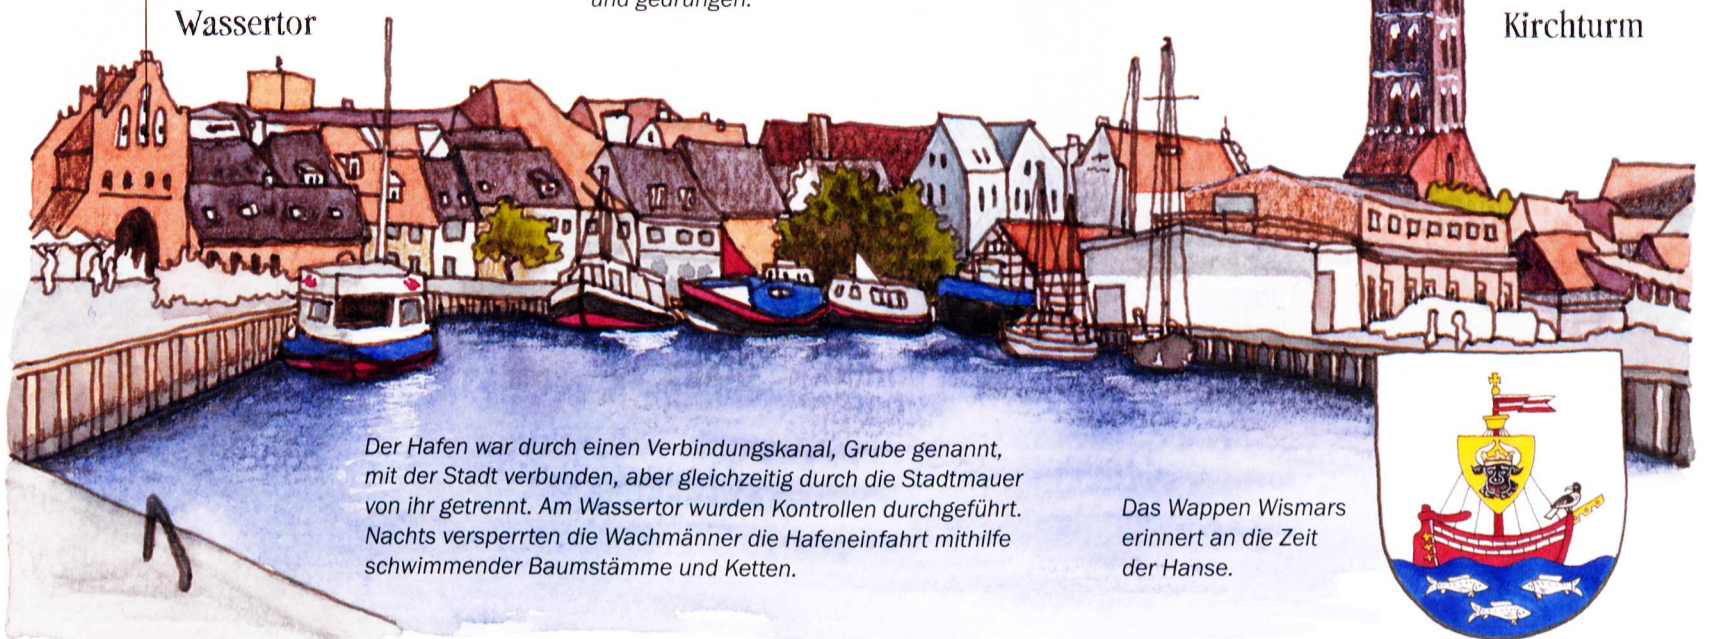 und gedrungen.
Wassertor
Kirchturm
Der Hafen war durch einen Verbindungskanal, Grube genannt,
mit der Stadt verbunden, aber gleichzeitig durch die Stadtmauer
von ihr getrennt. Am Wassertor wurden Kontrollen durchgeführt.
Nachts versperrten die Wachmänner die Hafeneinfahrt mithilfe
schwimmender Baumstämme und Ketten.
Das Wappen Wismars
erinnert an die Zeit
der Hanse.